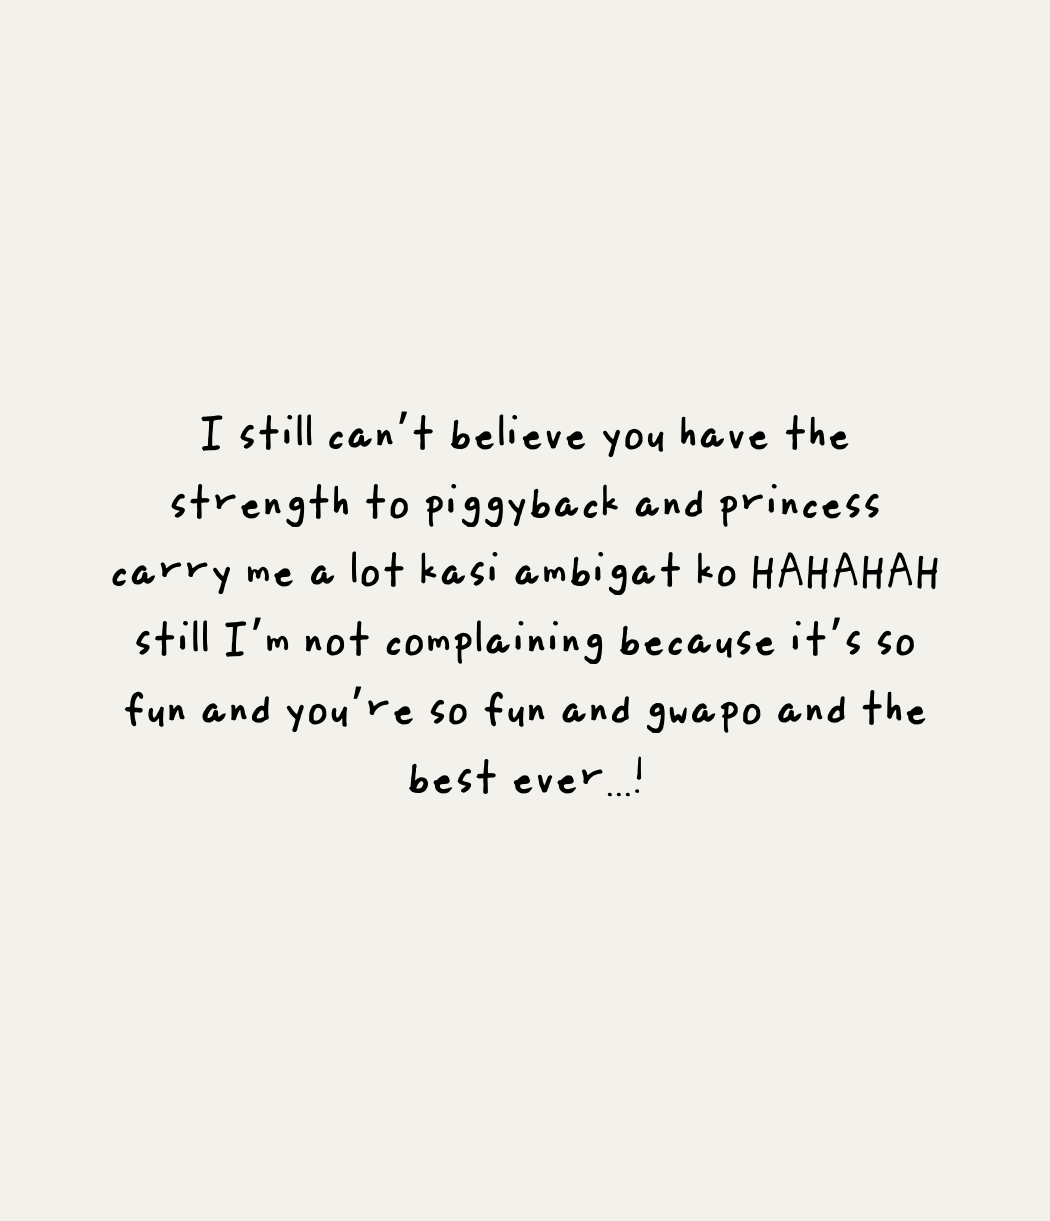 I still can't believe you have the
strength to piggyback and princess
carry me a lot kasi ambigat ko HAHAHAH
still I'm not complaining because it's so
fun and you're so fun and gwapo and the
best ever...!